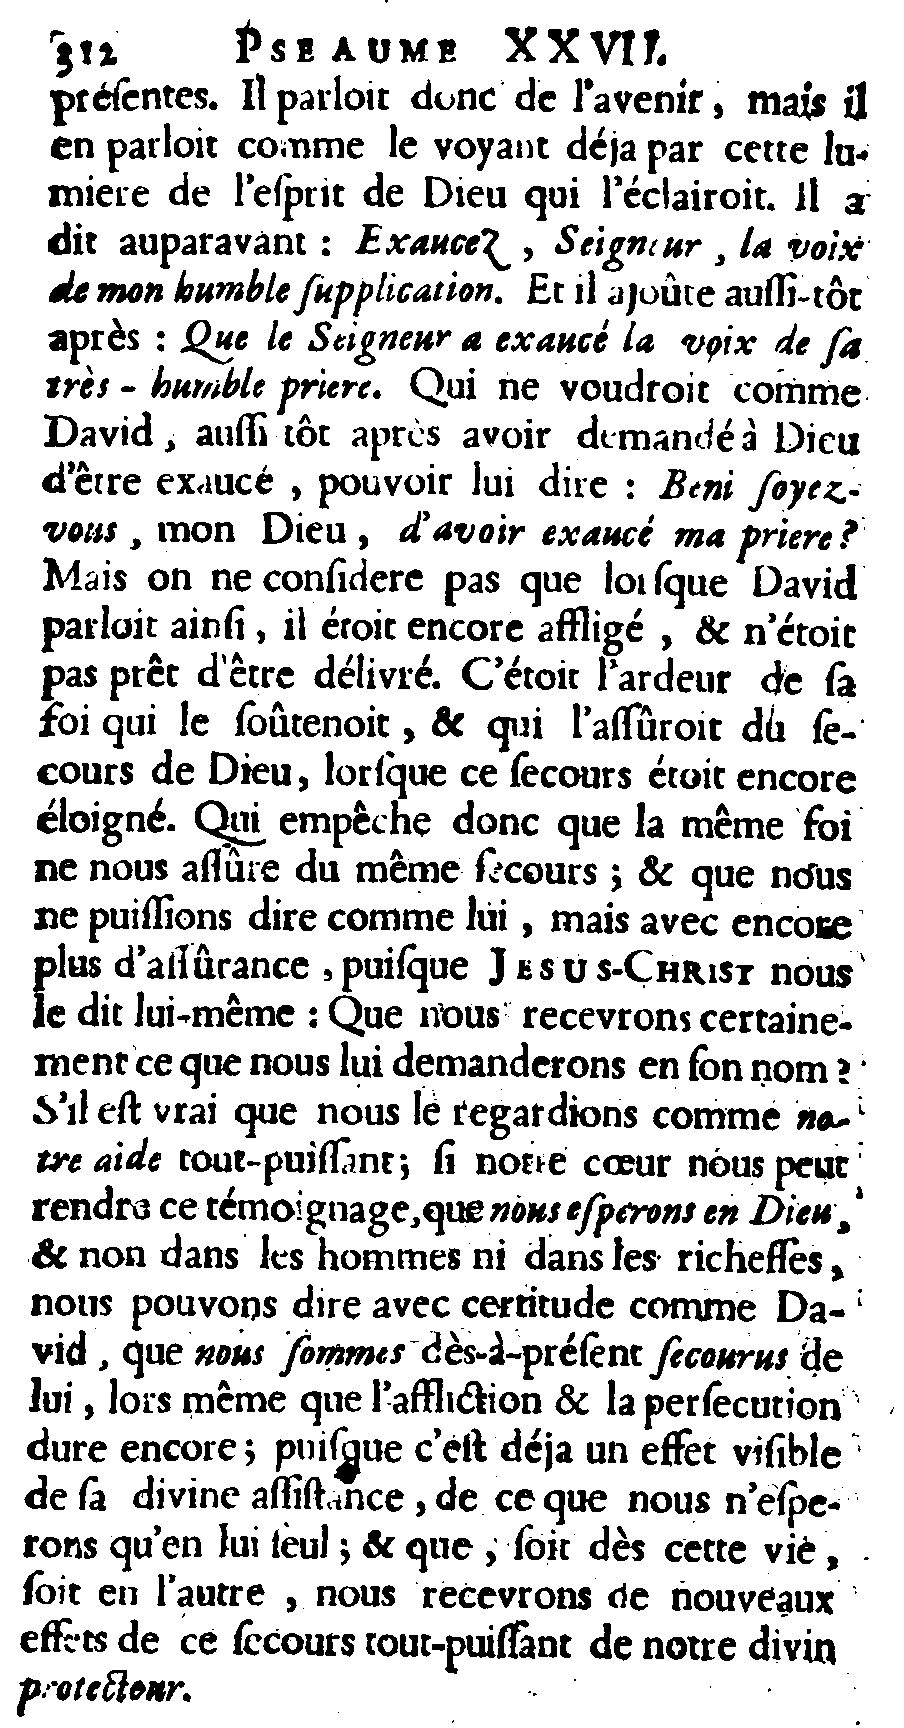 312 PSEAUME XXVII.
préſentes. Il parloit donc de l'avenir, mais il
en parloit comme le voyant déja par cette lu-
miere de l'eſprit de Dieu qui l'éclairoit. Il a
dit auparavant : Exaucez, Seigneur, la voix
de mon humble ſupplication. Et il ajoûte auſſi-tôt
après : Que le Seigneur a exaucé la voix de ſa
très-humble priere. Qui ne voudroit comme
David, auſſi tôt après avoir demandé à Dieu
d'être exaucé, pouvoir lui dire : Beni ſoyez-
vous, mon Dieu, d'avoir exaucé ma priere?
Mais on ne conſidere pas que lorſque David
parloit ainſi, il étoit encore affligé, & n'étoit
pas prêt d'être délivré. C'étoit l'ardeur de ſa
foi qui le ſoûtenoit, & qui l'aſſûroit du ſe-
cours de Dieu, lorſque ce ſecours étoit encore
éloigné. Qui empêche donc que la même foi
ne nous aſſûre du même ſecours ; & que nous
ne puiſſions dire comme lui, mais avec encore
plus d'aſſûrance, puiſque JESUS-CHRIST nous
le dit lui-même : Que nous recevrons certaine-
ment ce que nous lui demanderons en ſon nom?
S'il eſt vrai que nous le regardions comme no-
tre aide tout-puiſſant; ſi notre cœur nous peut
rendre ce témoignage, que nous eſperons en Dieu,
& non dans les hommes ni dans les richeſſes,
nous pouvons dire avec certitude comme Da-
vid, que nous ſommes dès-à-préſent ſecourus de
lui, lors même que l'affliction & la perſecution
dure encore; puiſque c'eſt déja un effet viſible
de ſa divine aſſiſtance, de ce que nous n'eſpe-
rons qu'en lui ſeul ; & que, ſoit dès cette vie,
ſoit en l'autre, nous recevrons de nouveaux
effets de ce ſecours tout-puiſſant de notre divin
protecteur.